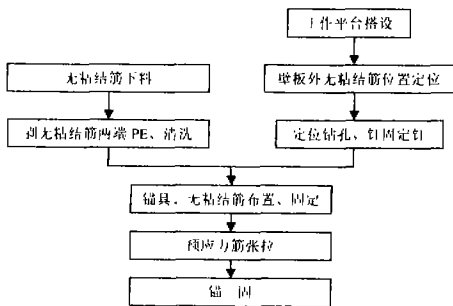 工作平台搭设
无粘结筋下料
壁板外无粘结筋位置定位
剥无粘结筋两端 PE、清洗
定位钻孔、钉固定钉
锚具、无粘结筋布置、固定
预应力筋张拉
锚 固